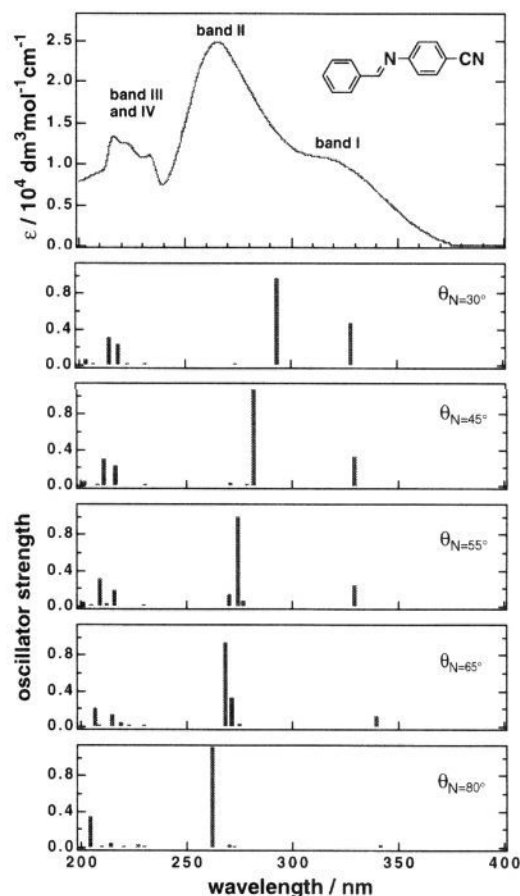 2.5
2.0
1.5
1.0
0.5
0.0
ε / 10⁴ dm³mol⁻¹cm⁻¹
band II
band III
and IV
band I
N
CN
200
300
400
0.8
0.4
0.0
θN=30°
0.8
0.4
0.0
θN=45°
0.8
0.4
0.0
θN=55°
0.8
0.4
0.0
θN=65°
0.8
0.4
0.0
θN=80°
oscillator strength
200
250
300
350
400
wavelength / nm